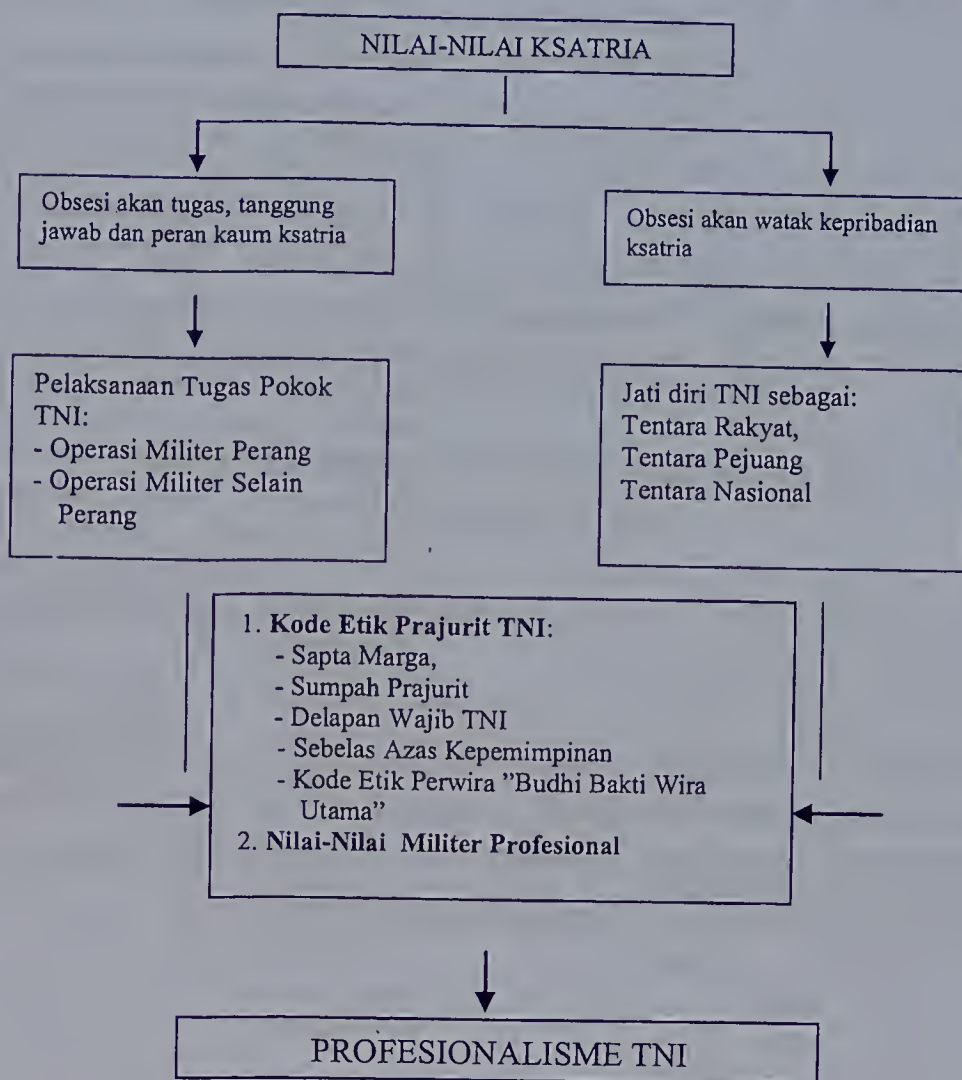 NILAI-NILAI KSATRIA
Obsesi akan tugas, tanggung
jawab dan peran kaum ksatria
Obsesi akan watak kepribadian
ksatria
Pelaksanaan Tugas Pokok
TNI:
- Operasi Militer Perang
- Operasi Militer Selain
Perang
Jati diri TNI sebagai:
Tentara Rakyat,
Tentara Pejuang
Tentara Nasional
1. Kode Etik Prajurit TNI:
- Sapta Marga,
- Sumpah Prajurit
- Delapan Wajib TNI
- Sebelas Azas Kepemimpinan
- Kode Etik Perwira ”Budhi Bakti Wira
Utama”
2. Nilai-Nilai Militer Profesional
PROFESIONALISME TNI